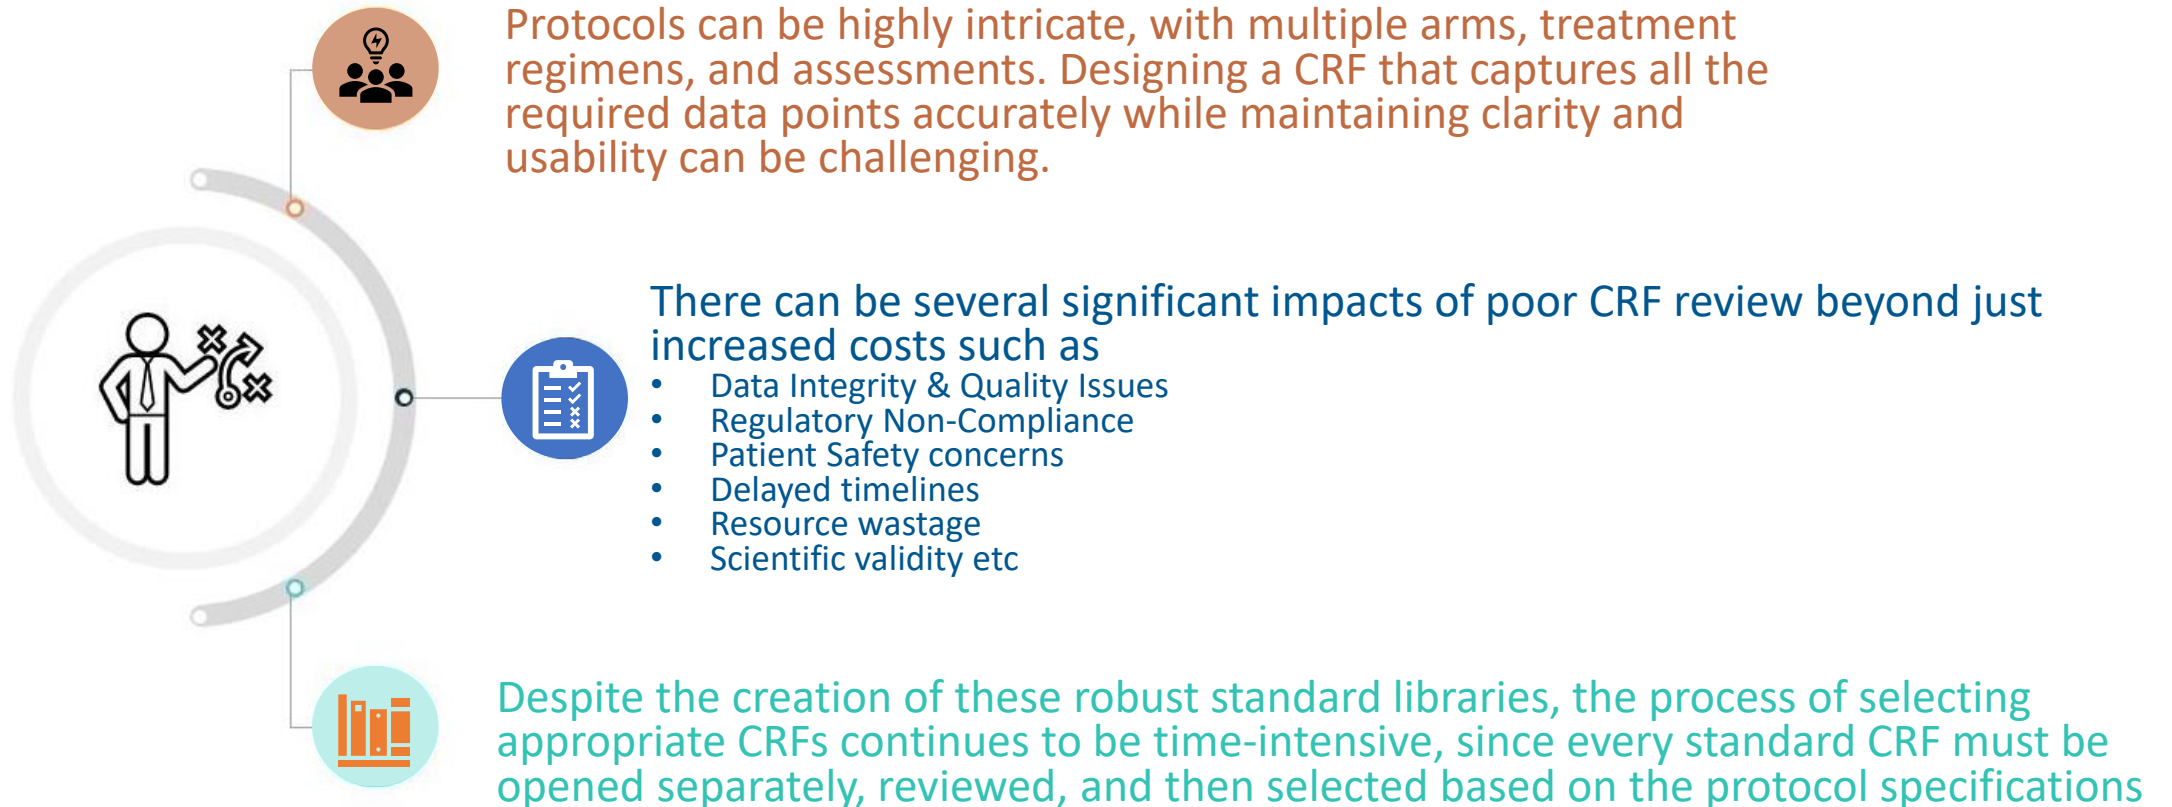 Protocols can be highly intricate, with multiple arms, treatment
regimens, and assessments. Designing a CRF that captures all the
required data points accurately while maintaining clarity and
usability can be challenging.
There can be several significant impacts of poor CRF review beyond just
increased costs such as
• Data Integrity & Quality Issues
• Regulatory Non-Compliance
• Patient Safety concerns
• Delayed timelines
• Resource wastage
• Scientific validity etc
Despite the creation of these robust standard libraries, the process of selecting
appropriate CRFs continues to be time-intensive, since every standard CRF must be
opened separately, reviewed, and then selected based on the protocol specifications